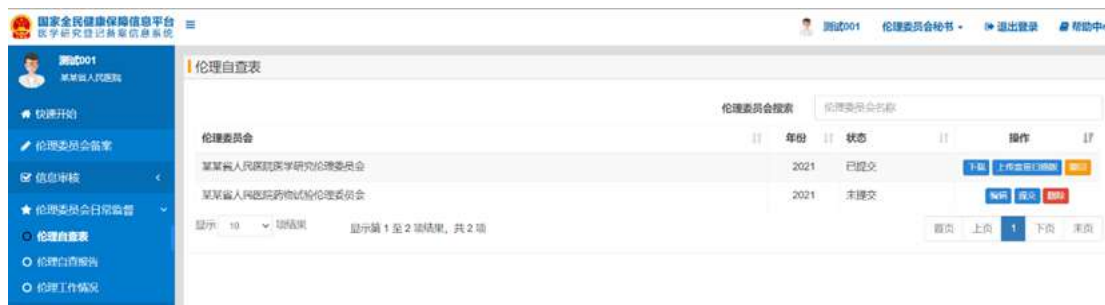 国家全民健康保障信息平台
医学研究登记备案信息系统
测试001
伦理委员会秘书
退出登录
帮助中心
测试001
某某省人民医院
快速开始
伦理委员会备案
信息审核
伦理委员会日常监督
伦理自查表
伦理自查报告
伦理工作情况
伦理自查表
伦理委员会搜索
伦理委员会名称
伦理委员会 年份 状态 操作
某某省人民医院医学研究伦理委员会 2021 已提交 下载 上传盖章扫描版 撤回
某某省人民医院药物试验伦理委员会 2021 未提交 编辑 提交 删除
显示 10 项结果 显示第 1 至 2 项结果，共 2 项
首页 上页 1 下页 末页